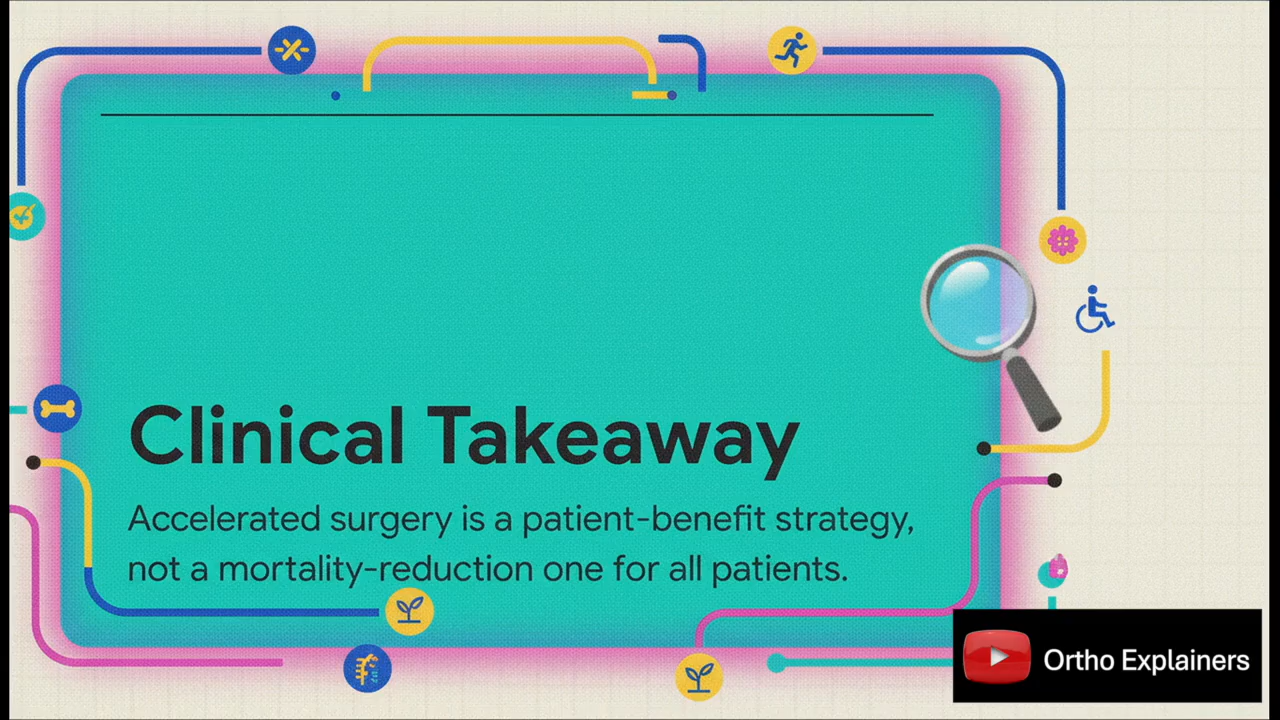 Clinical Takeaway
Accelerated surgery is a patient-benefit strategy,
not a mortality-reduction one for all patients.
Ortho Explainers